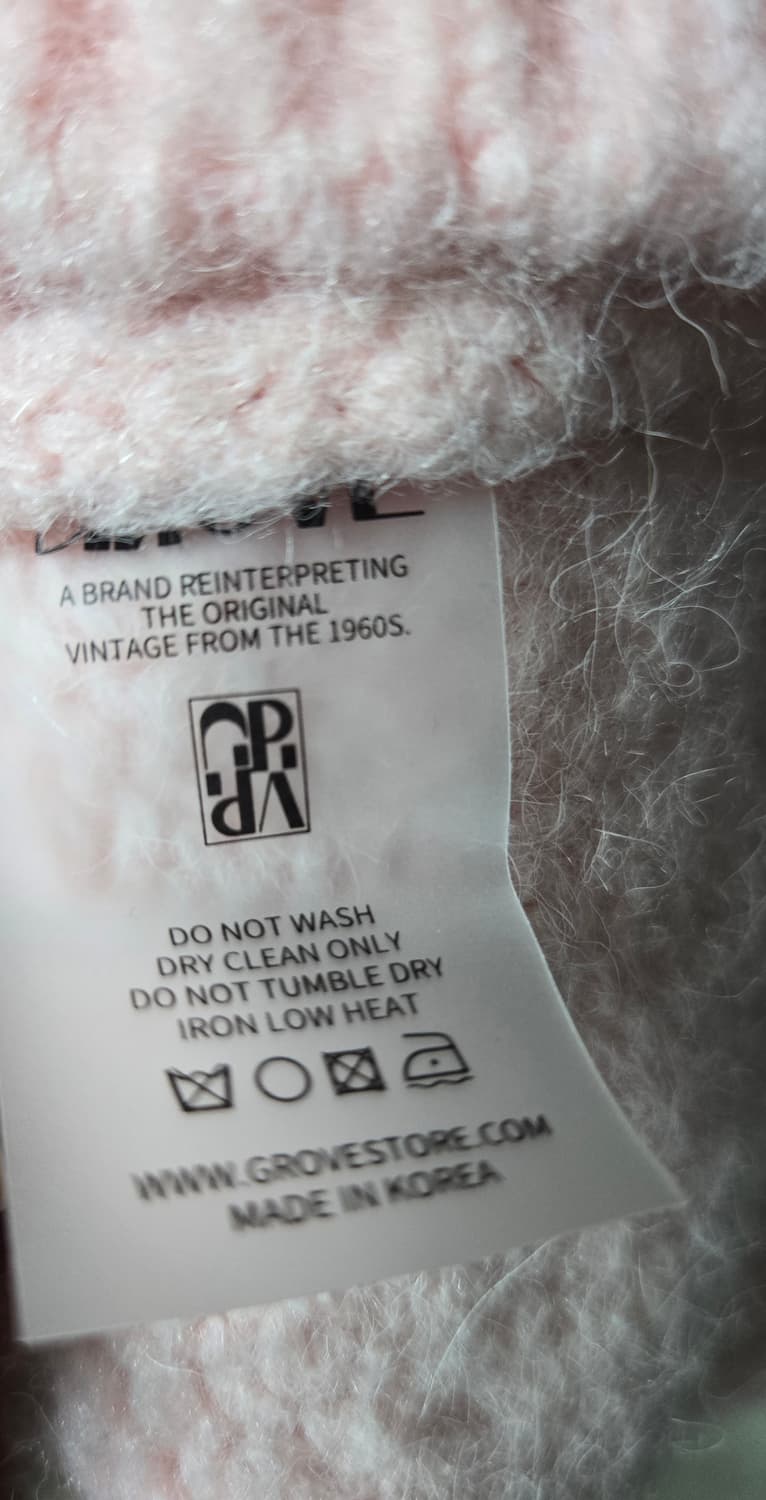 A BRAND REINTERPRETING
THE ORIGINAL
VINTAGE FROM THE 1960S.
DO NOT WASH
DRY CLEAN ONLY
DO NOT TUMBLE DRY
IRON LOW HEAT
WWW.GROVESTORE.COM
MADE IN KOREA